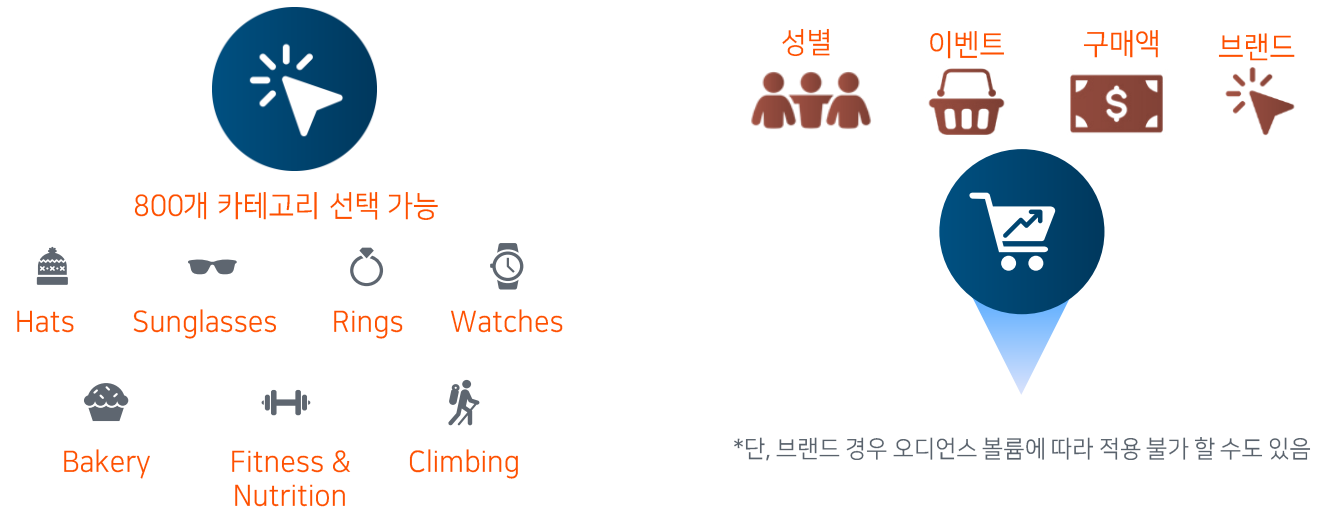 800개 카테고리 선택 가능
Hats
Sunglasses
Rings
Watches
Bakery
Fitness &
Nutrition
Climbing
성별
이벤트
구매액
브랜드
$
*단, 브랜드 경우 오디언스 볼륨에 따라 적용 불가 할 수도 있음